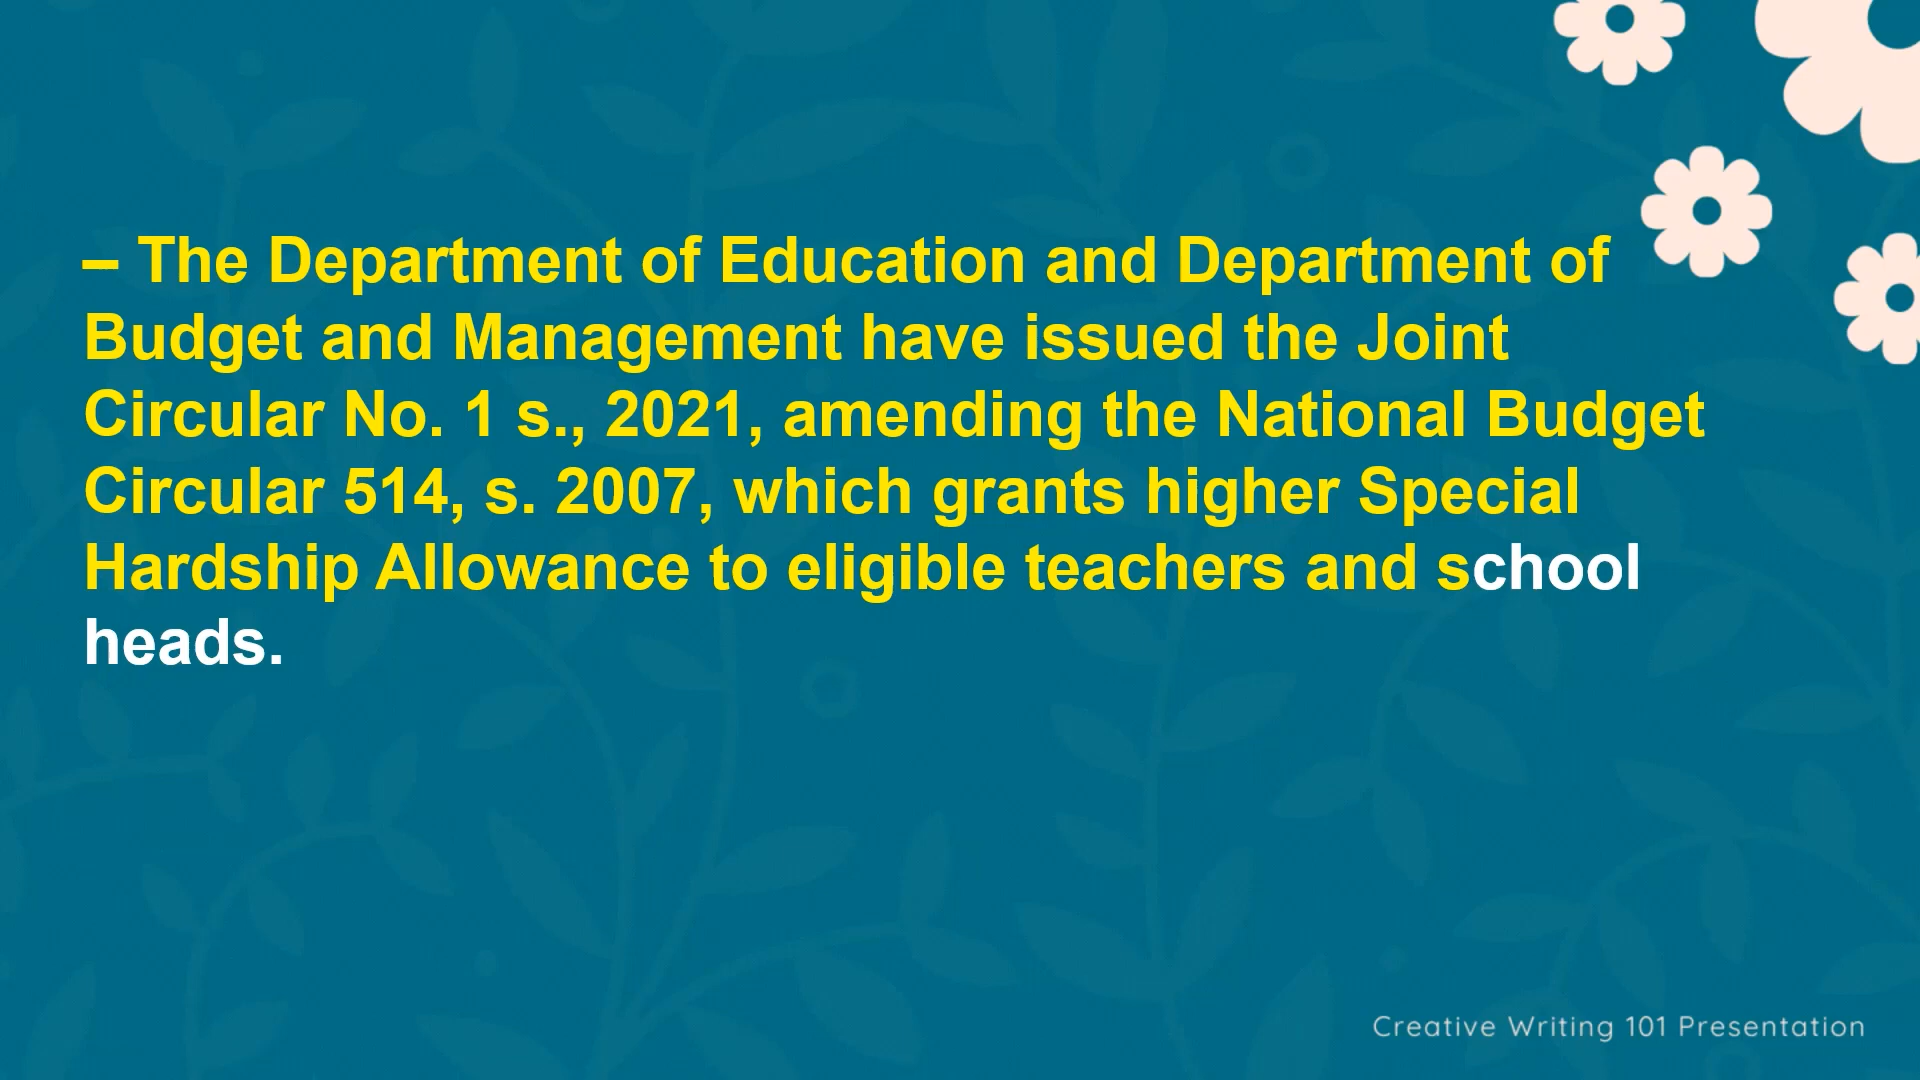 – The Department of Education and Department of
Budget and Management have issued the Joint
Circular No. 1 s., 2021, amending the National Budget
Circular 514, s. 2007, which grants higher Special
Hardship Allowance to eligible teachers and school
heads.
Creative Writing 101 Presentation